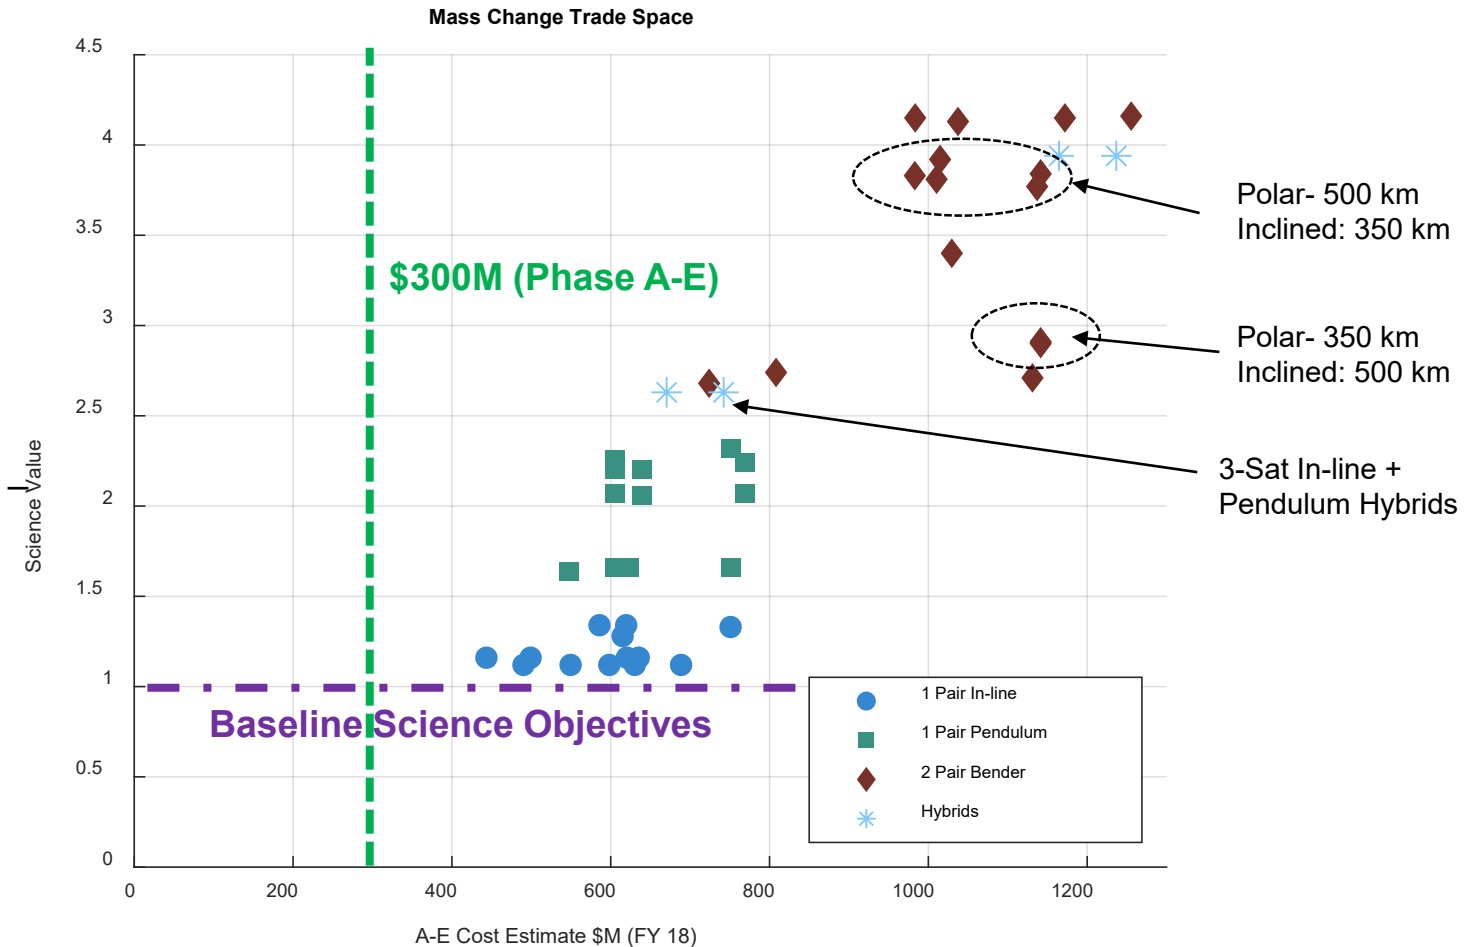 Mass Change Trade Space
4.5
4
3.5
3
2.5
2
1.5
1
0.5
0
Science Value
$300M (Phase A-E)
Baseline Science Objectives
Polar- 500 km
Inclined: 350 km
Polar- 350 km
Inclined: 500 km
3-Sat In-line +
Pendulum Hybrids
1 Pair In-line
1 Pair Pendulum
2 Pair Bender
Hybrids
0 200 400 600 800 1000 1200
A-E Cost Estimate $M (FY 18)